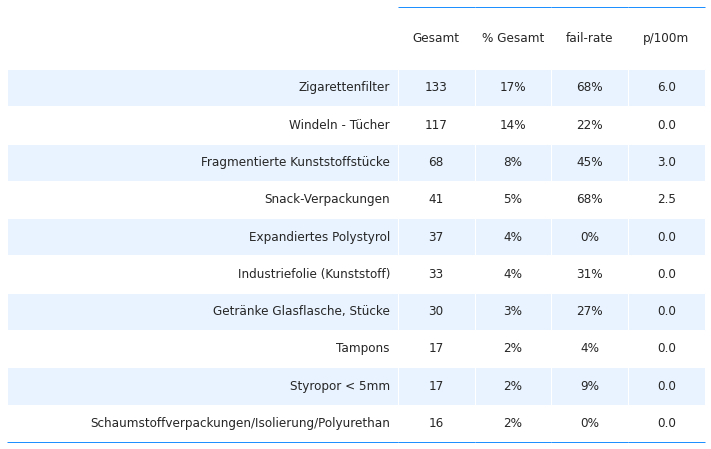 Gesamt % Gesamt fail-rate p/100m
Zigarettenfilter 133 17% 68% 6.0
Windeln - Tücher 117 14% 22% 0.0
Fragmentierte Kunststoffstücke 68 8% 45% 3.0
Snack-Verpackungen 41 5% 68% 2.5
Expandiertes Polystyrol 37 4% 0% 0.0
Industriefolie (Kunststoff) 33 4% 31% 0.0
Getränke Glasflasche, Stücke 30 3% 27% 0.0
Tampons 17 2% 4% 0.0
Styropor < 5mm 17 2% 9% 0.0
Schaumstoffverpackungen/Isolierung/Polyurethan 16 2% 0% 0.0